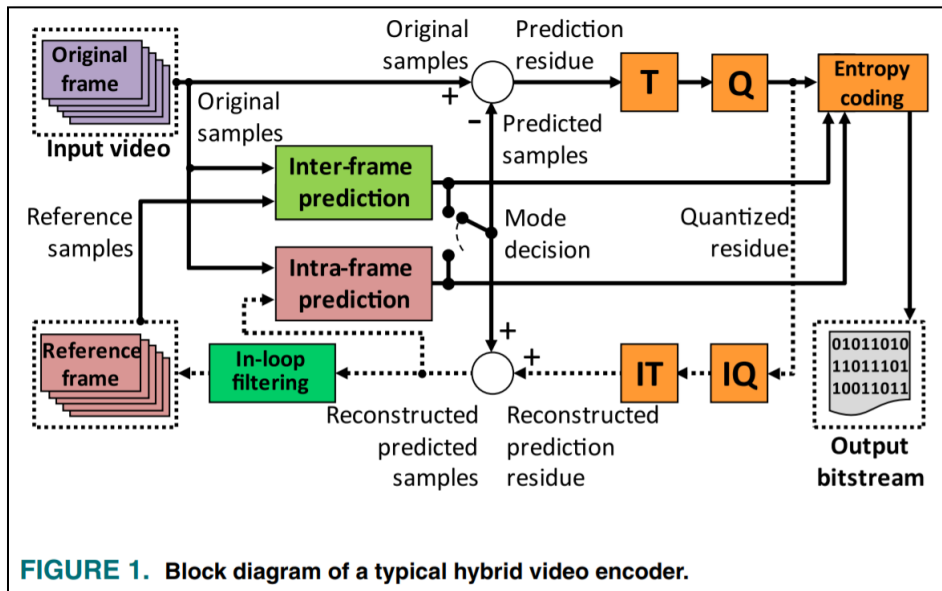 Original
frame
Input video
Original
samples
Original
samples
+
−
Prediction
residue
Predicted
samples
T
Q
Entropy
coding
Inter-frame
prediction
Mode
decision
Quantized
residue
Reference
samples
Intra-frame
prediction
Reference
frame
In-loop
filtering
+
+
IT
IQ
Reconstructed
predicted
samples
Reconstructed
prediction
residue
01011010
11011101
10011011
Output
bitstream
FIGURE 1. Block diagram of a typical hybrid video encoder.